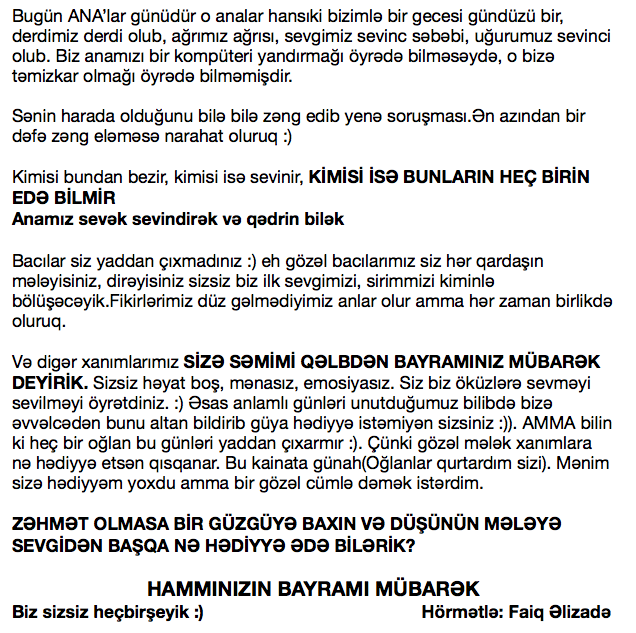 Bugün ANA’lar günüdür o analar hansıki bizimlə bir gecesi gündüzü bir,
derdimiz derdi olub, ağrımız ağrısı, sevgimiz sevinc səbəbi, uğurumuz sevinci
olub. Biz anamızı bir kompüteri yandırmağı öyrədə bilməsəydə, o bizə
təmizkar olmağı öyrədə bilməmişdir.
Sənin harada olduğunu bilə bilə zəng edib yenə soruşması.Ən azından bir
dəfə zəng eləməsə narahat oluruq :)
Kimisi bundan bezir, kimisi isə sevinir, KİMİSİ İSƏ BUNLARIN HEÇ BİRİN
EDƏ BİLMİR
Anamız sevək sevindirək və qədrin bilək
Bacılar siz yaddan çıxmadınız :) eh gözəl bacılarımız siz hər qardaşın
mələyisiniz, dirəyisiniz sizsiz biz ilk sevgimizi, sirimmizi kiminlə
bölüşəcəyik.Fikirlərimiz düz gəlmədiyimiz anlar olur amma hər zaman birlikdə
oluruq.
Və digər xanımlarımız SİZƏ SƏMİMİ QƏLBDƏN BAYRAMINIZ MÜBARƏK
DEYİRİK. Sizsiz həyat boş, mənasız, emosiyasız. Siz biz öküzlərə sevməyi
sevilməyi öyrətdiniz. :) Əsas anlamlı günləri unutduğumuz bilibdə bizə
əvvəlcədən bunu altan bildirib güya hədiyyə istəmiyən sizsiniz :)). AMMA bilin
ki heç bir oğlan bu günləri yaddan çıxarmır :). Çünki gözəl mələk xanımlara
nə hədiyyə etsən qısqanar. Bu kainata günah(Oğlanlar qurtardım sizi). Mənim
sizə hədiyyəm yoxdu amma bir gözəl cümlə demək istərdim.
ZƏHMƏT OLMASA BİR GÜZGÜYƏ BAXIN VƏ DÜŞÜNÜN MƏLƏYƏ
SEVGİDƏN BAŞQA NƏ HƏDİYYƏ ƏDƏ BİLƏRİK?
HAMMINIZIN BAYRAMI MÜBARƏK
Biz sizsiz heçbirşeyik :) Hörmətlə: Faiq Əlizadə